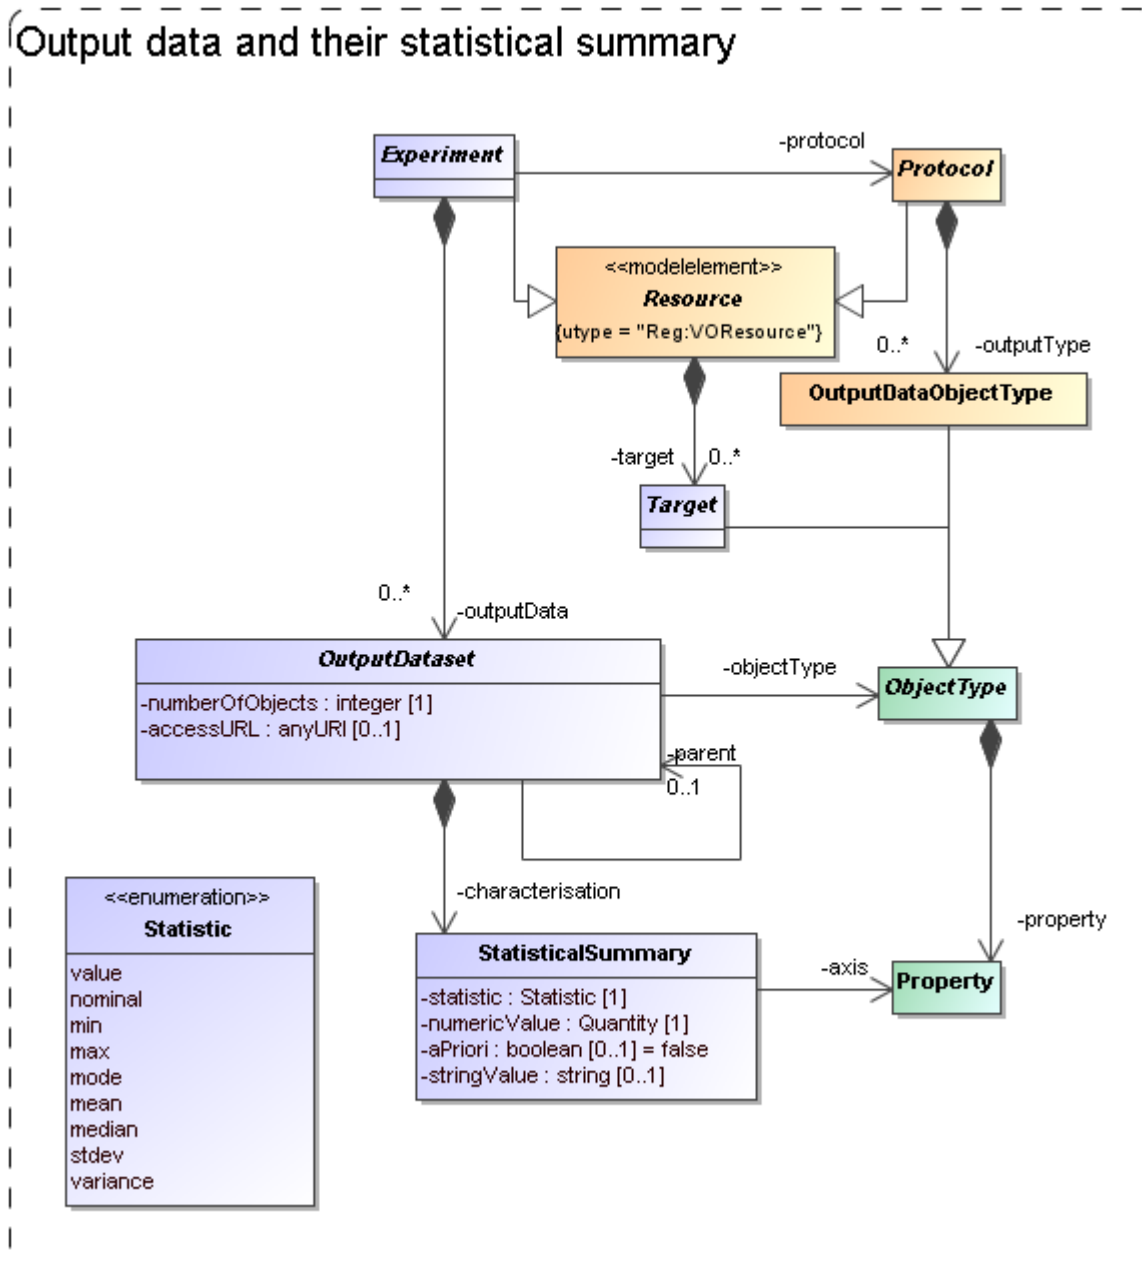 Output data and their statistical summary
Experiment
-protocol
Protocol
<<modelelement>>
Resource
{utype = "Reg:VOResource"}
0..*
-outputType
OutputDataObjectType
-target
0..*
Target
0..*
-outputData
OutputDataset
-numberOfObjects : integer [1]
-accessURL : anyURI [0..1]
-objectType
ObjectType
-parent
0..1
-characterisation
-property
<<enumeration>>
Statistic
value
nominal
min
max
mode
mean
median
stdev
variance
StatisticalSummary
-statistic : Statistic [1]
-numericValue : Quantity [1]
-aPriori : boolean [0..1] = false
-stringValue : string [0..1]
-axis
Property